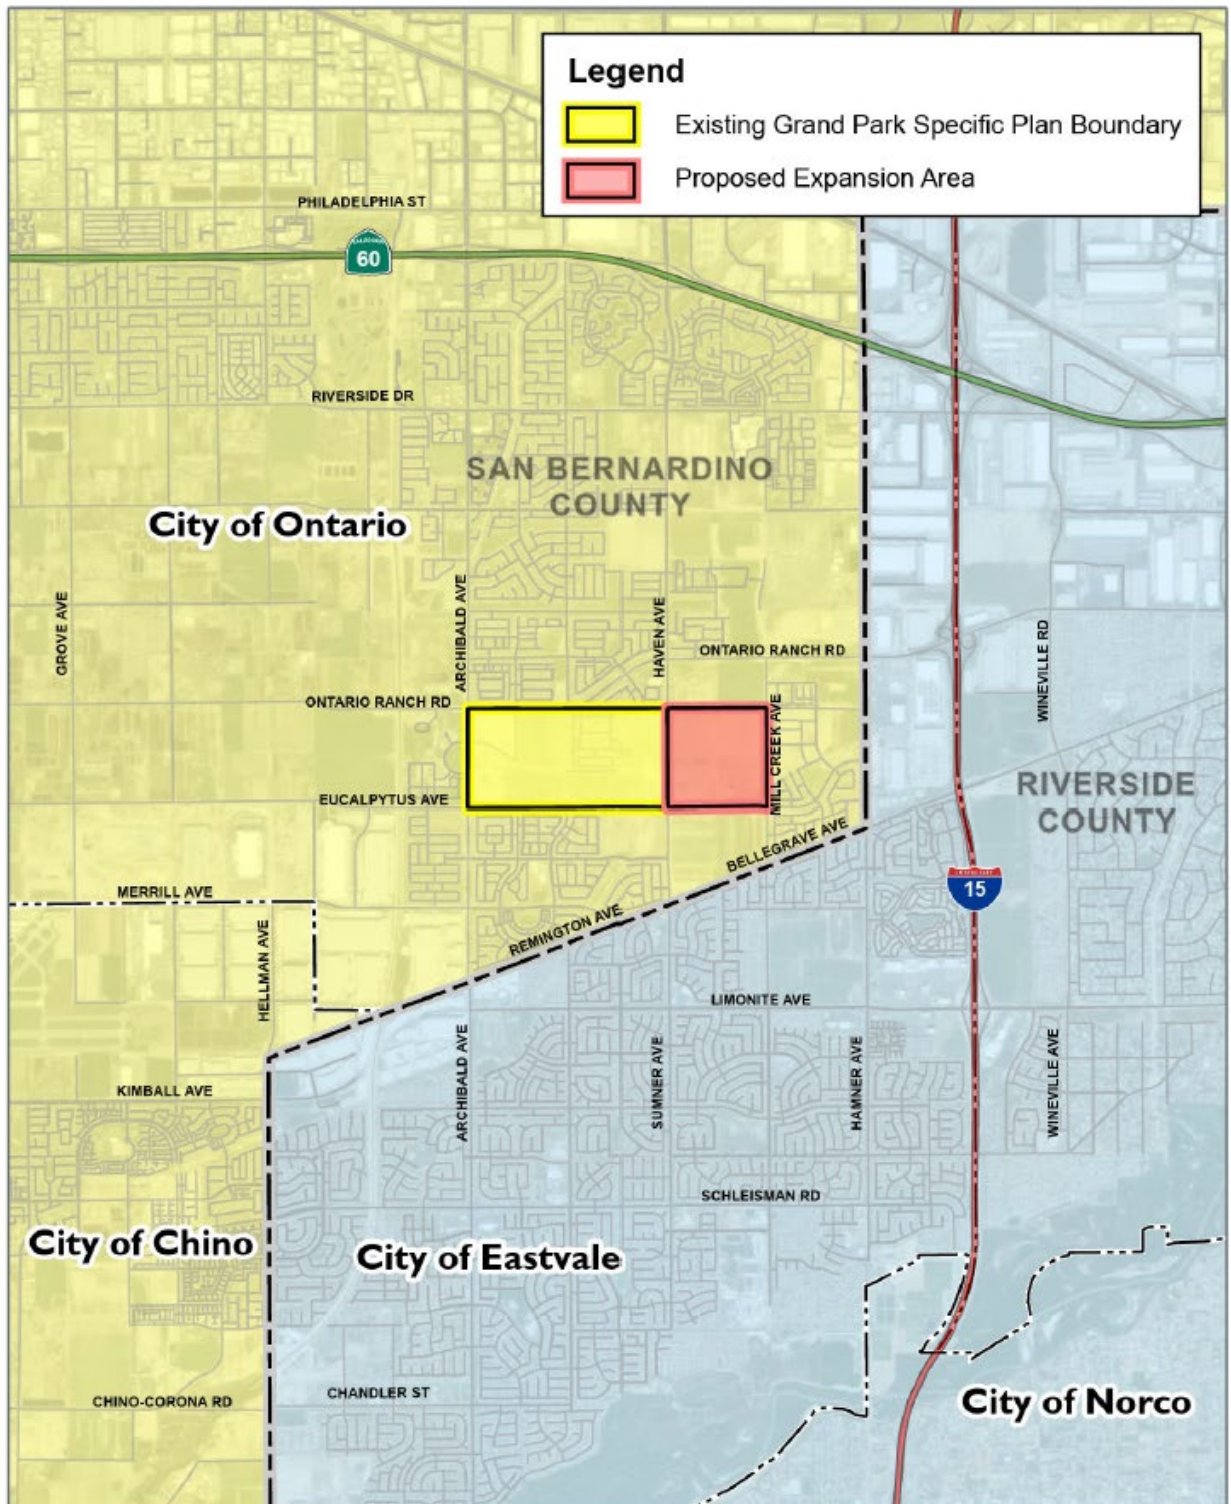 Legend
Existing Grand Park Specific Plan Boundary
Proposed Expansion Area
PHILADELPHIA ST
60
RIVERSIDE DR
SAN BERNARDINO
COUNTY
City of Ontario
GROVE AVE
ARCHIBALD AVE
HAVEN AVE
ONTARIO RANCH RD
WINEVILLE RD
ONTARIO RANCH RD
MILL CREEK AVE
EUCALPYTUS AVE
RIVERSIDE
COUNTY
BELLEGRAVE AVE
MERRILL AVE
15
REMINGTON AVE
HELLMAN AVE
LIMONITE AVE
ARCHIBALD AVE
SUMNER AVE
HAMNER AVE
WINEVILLE AVE
KIMBALL AVE
SCHLEISMAN RD
City of Chino
City of Eastvale
CHINO-CORONA RD
CHANDLER ST
City of Norco